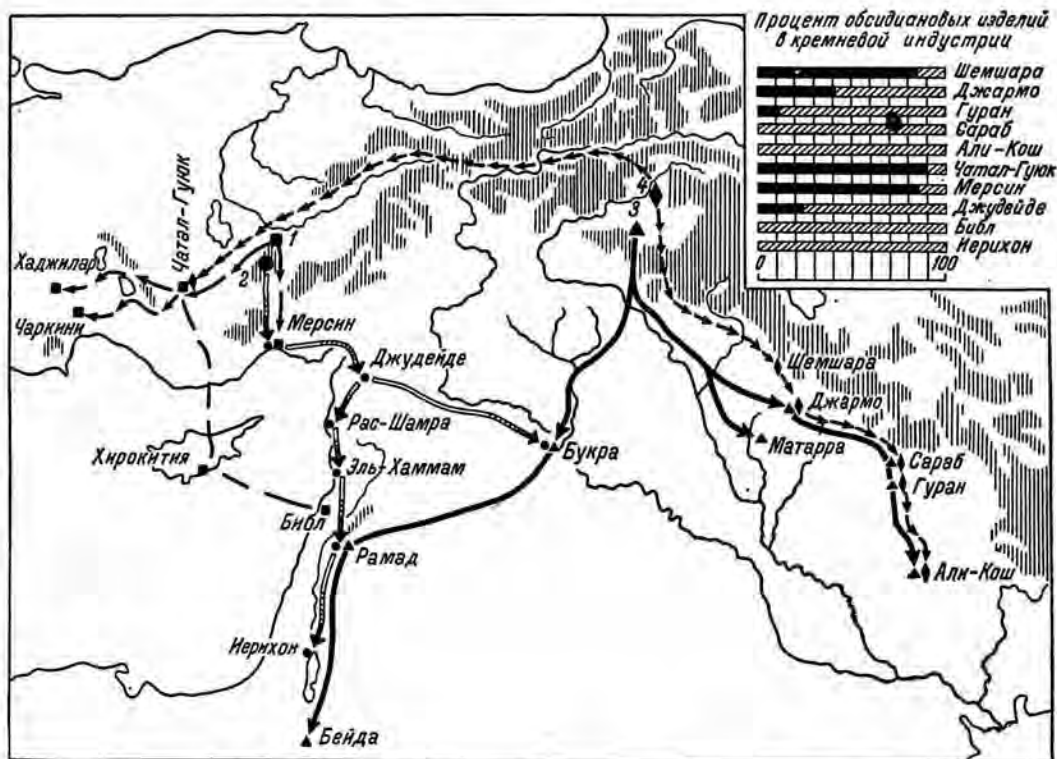 Процент обсидиановых изделий
в кремневой индустрии
Шемшара
Джармо
Гуран
Сараб
Али-Кош
Чатал-Гуюк
Мерсин
Джудейде
Библ
Иерихон
0 100
4
3
Чатал-Гуюк
1
Хаджилар
2
Чаркини
Мерсин
Джудейде
Шемшара
Джармо
Рас-Шамра
Матарра
Букра
Хирокития
Эль-Хаммам
Сараб
Гуран
Библ
Рамад
Али-Кош
Иерихон
Бейда